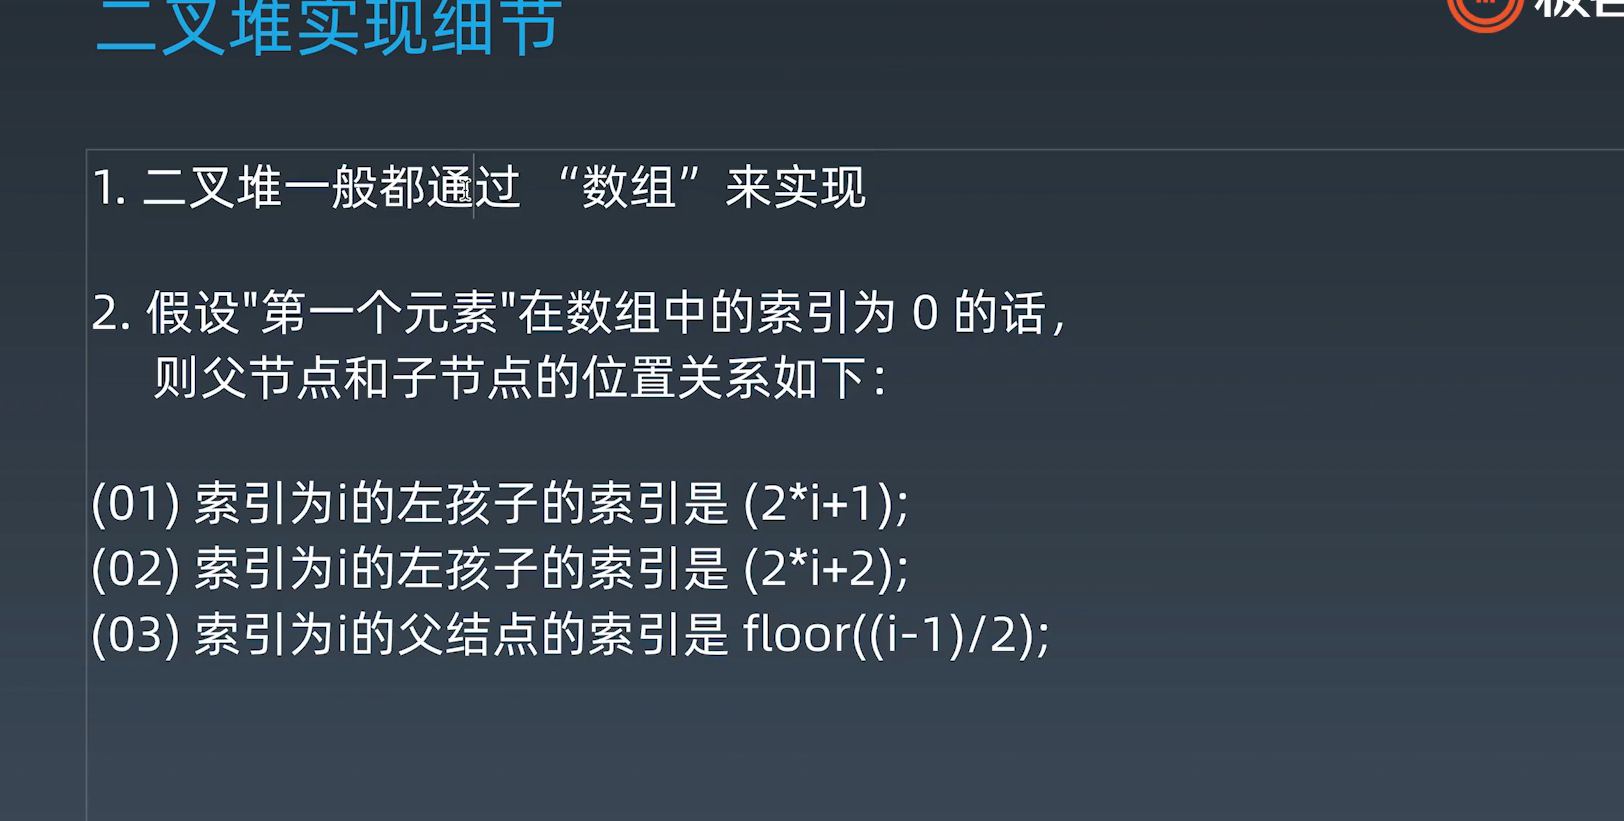 二叉堆实现细节
1. 二叉堆一般都通过 “数组” 来实现
2. 假设"第一个元素"在数组中的索引为 0 的话，
则父节点和子节点的位置关系如下：
(01) 索引为i的左孩子的索引是 (2*i+1);
(02) 索引为i的左孩子的索引是 (2*i+2);
(03) 索引为i的父结点的索引是 floor((i-1)/2);